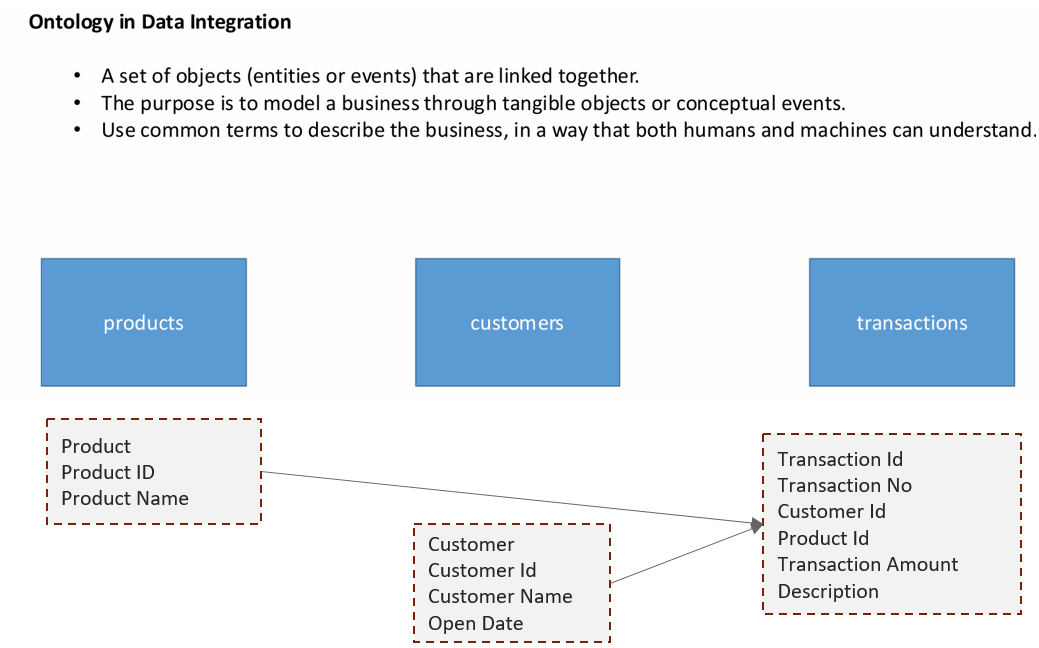 Ontology in Data Integration
• A set of objects (entities or events) that are linked together.
• The purpose is to model a business through tangible objects or conceptual events.
• Use common terms to describe the business, in a way that both humans and machines can understand.
products
customers
transactions
Product
Product ID
Product Name
Customer
Customer Id
Customer Name
Open Date
Transaction Id
Transaction No
Customer Id
Product Id
Transaction Amount
Description